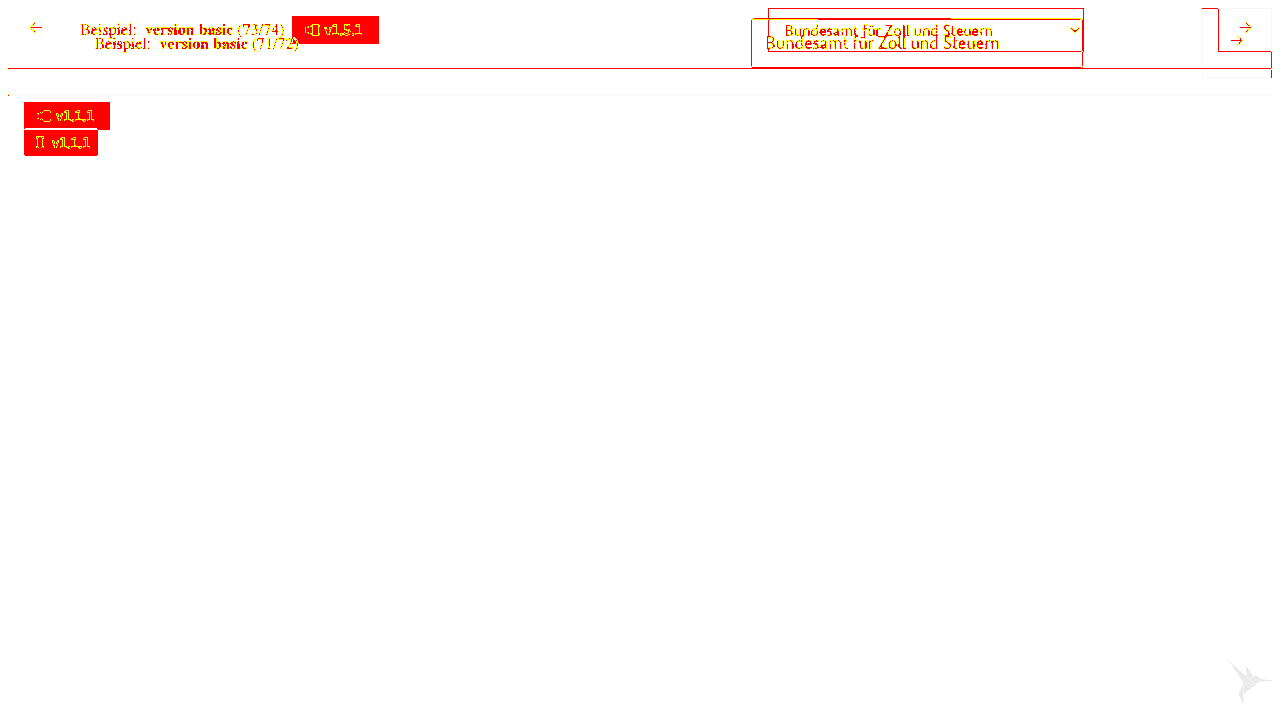 Beispiel: version basic (73/74) v1.5.1
Bundesamt für Zoll und Steuern
Beispiel: version basic (71/72)
Bundesamt für Zoll und Steuern
v1.1.1
v1.1.1